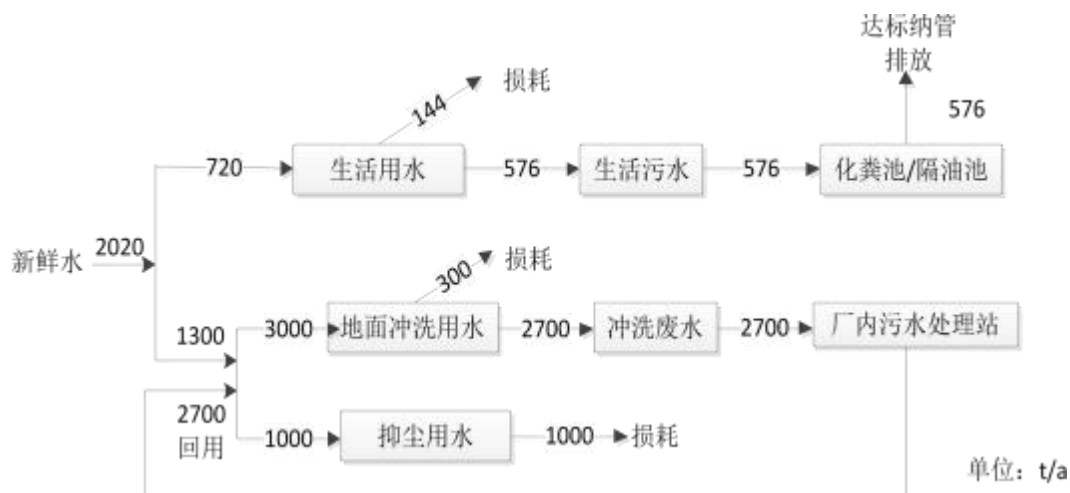 达标纳管
排放
损耗
144
576
720
生活用水
576
生活污水
576
化粪池/隔油池
2020
新鲜水
损耗
300
1300
3000
地面冲洗用水
2700
冲洗废水
2700
厂内污水处理站
2700
回用
1000
抑尘用水
1000
损耗
单位：t/a